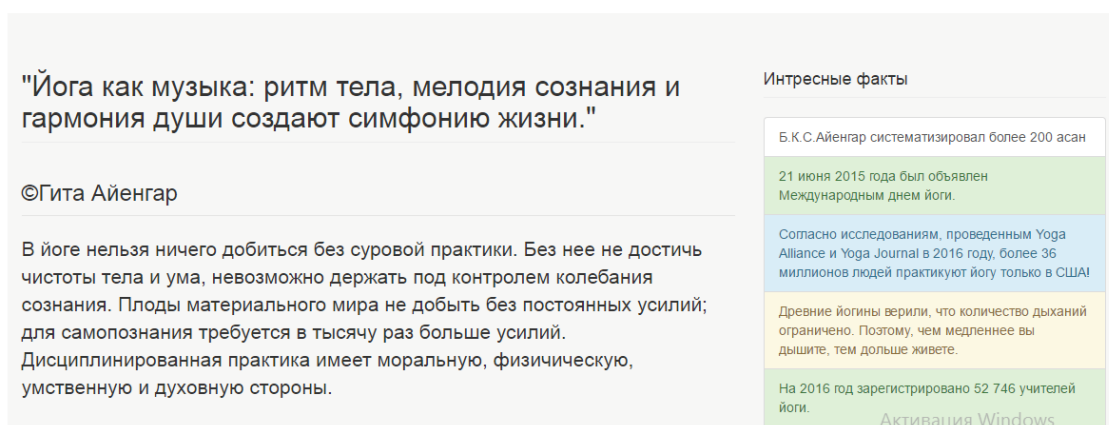 "Йога как музыка: ритм тела, мелодия сознания и
гармония души создают симфонию жизни."
©Гита Айенгар
В йоге нельзя ничего добиться без суровой практики. Без нее не достичь
чистоты тела и ума, невозможно держать под контролем колебания
сознания. Плоды материального мира не добыть без постоянных усилий;
для самопознания требуется в тысячу раз больше усилий.
Дисциплинированная практика имеет моральную, физичическую,
умственную и духовную стороны.
Интресные факты
Б.К.С.Айенгар систематизировал более 200 асан
21 июня 2015 года был объявлен
Международным днем йоги.
Согласно исследованиям, проведенным Yoga
Alliance и Yoga Journal в 2016 году, более 36
миллионов людей практикуют йогу только в США!
Древние йогины верили, что количество дыханий
ограничено. Поэтому, чем медленнее вы
дышите, тем дольше живете.
На 2016 год зарегистрировано 52 746 учителей
йоги.
Активация Windows